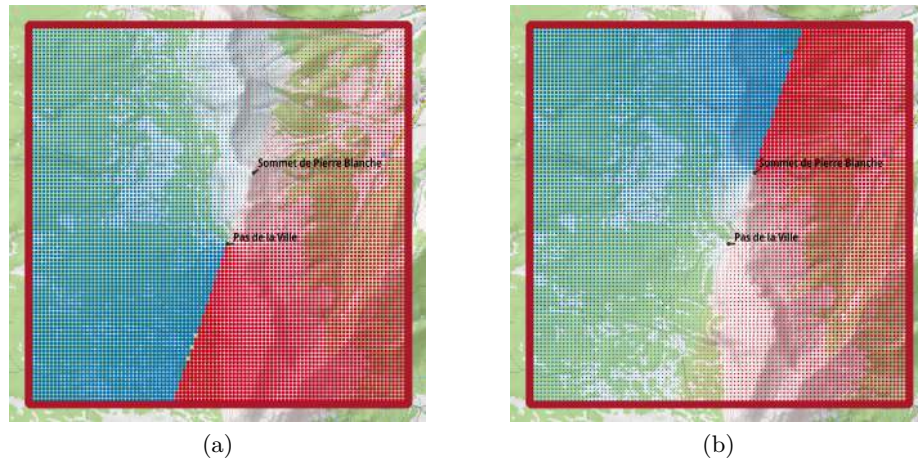 Sommet de Pierre Blanche
Pas de la Ville
(a)
Sommet de Pierre Blanche
Pas de la Ville
(b)